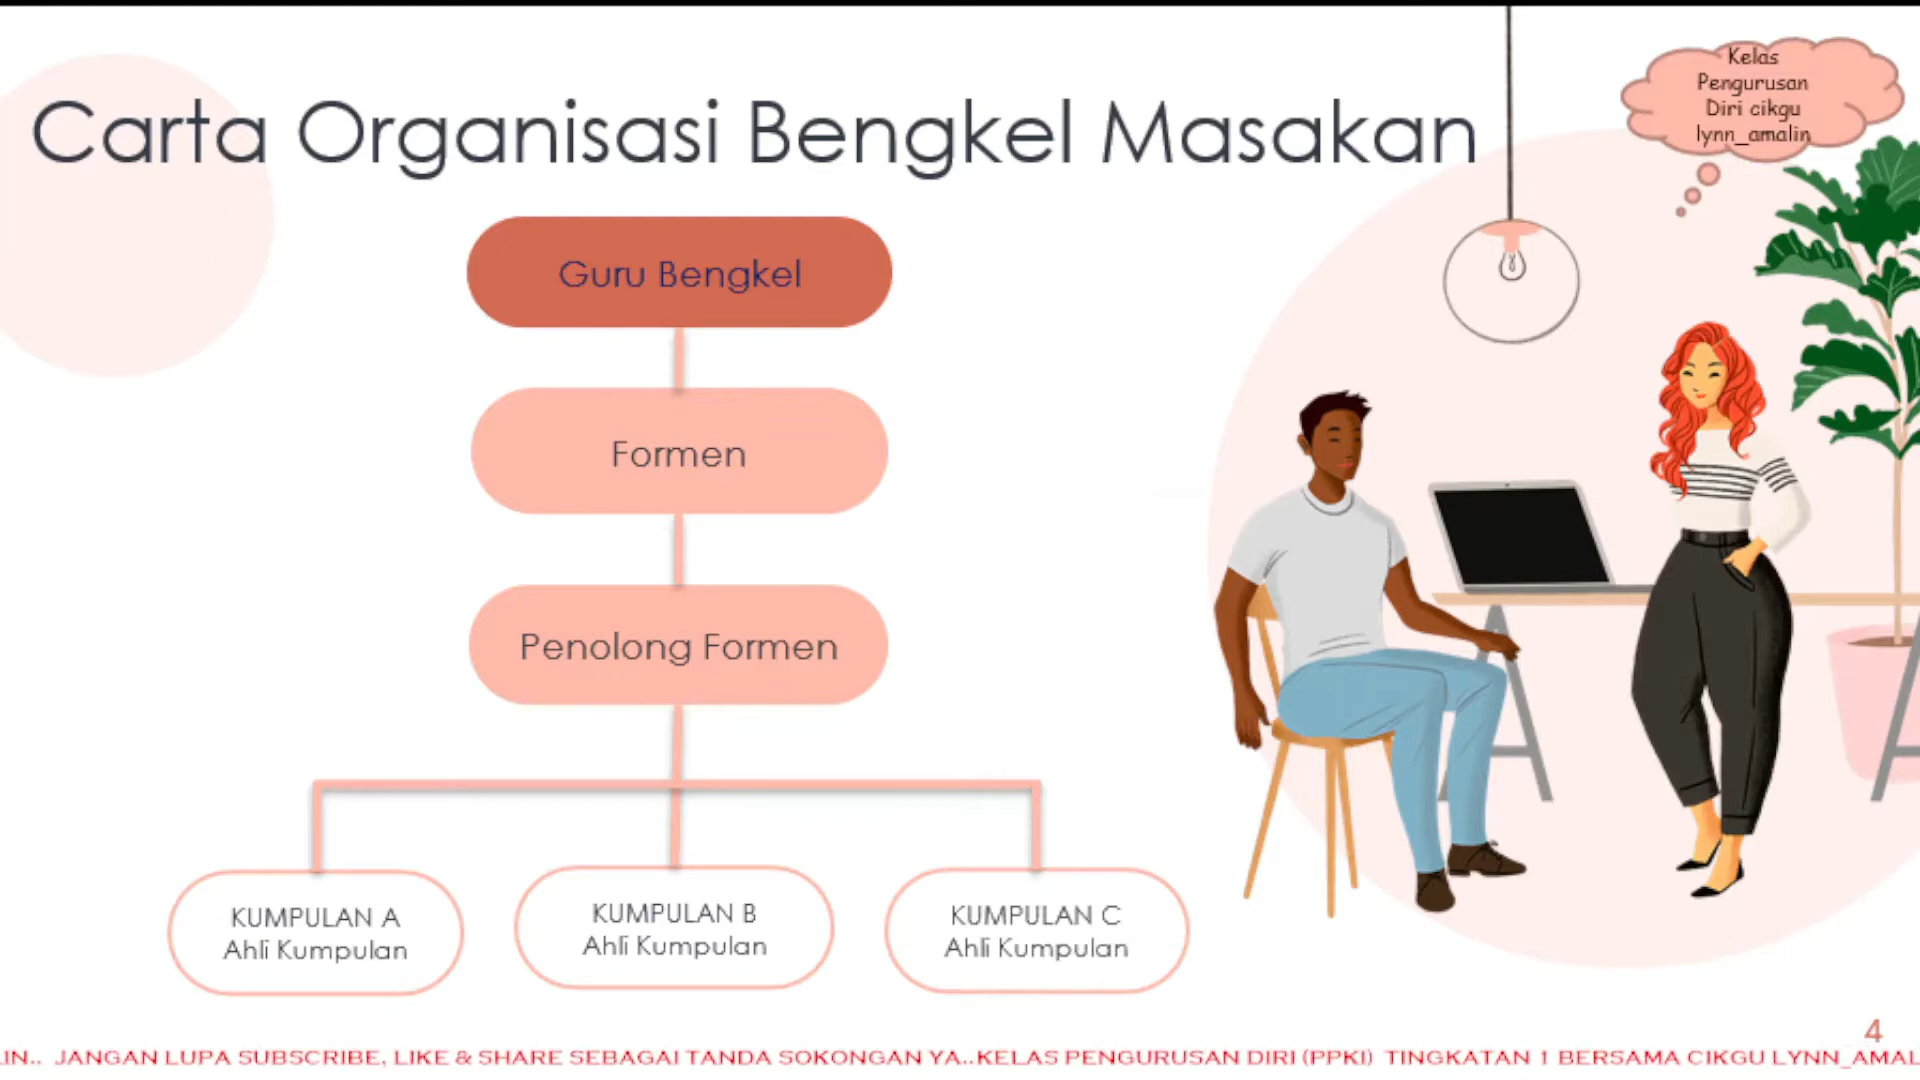 Kelas
Pengurusan
Diri cikgu
lynn_amalin
Carta Organisasi Bengkel Masakan
Guru Bengkel
Formen
Penolong Formen
KUMPULAN A
Ahli Kumpulan
KUMPULAN B
Ahli Kumpulan
KUMPULAN C
Ahli Kumpulan
4
JANGAN LUPA SUBSCRIBE, LIKE & SHARE SEBAGAI TANDA SOKONGAN YA..KELAS PENGURUSAN DIRI (PPKI) TINGKATAN 1 BERSAMA CIKGU